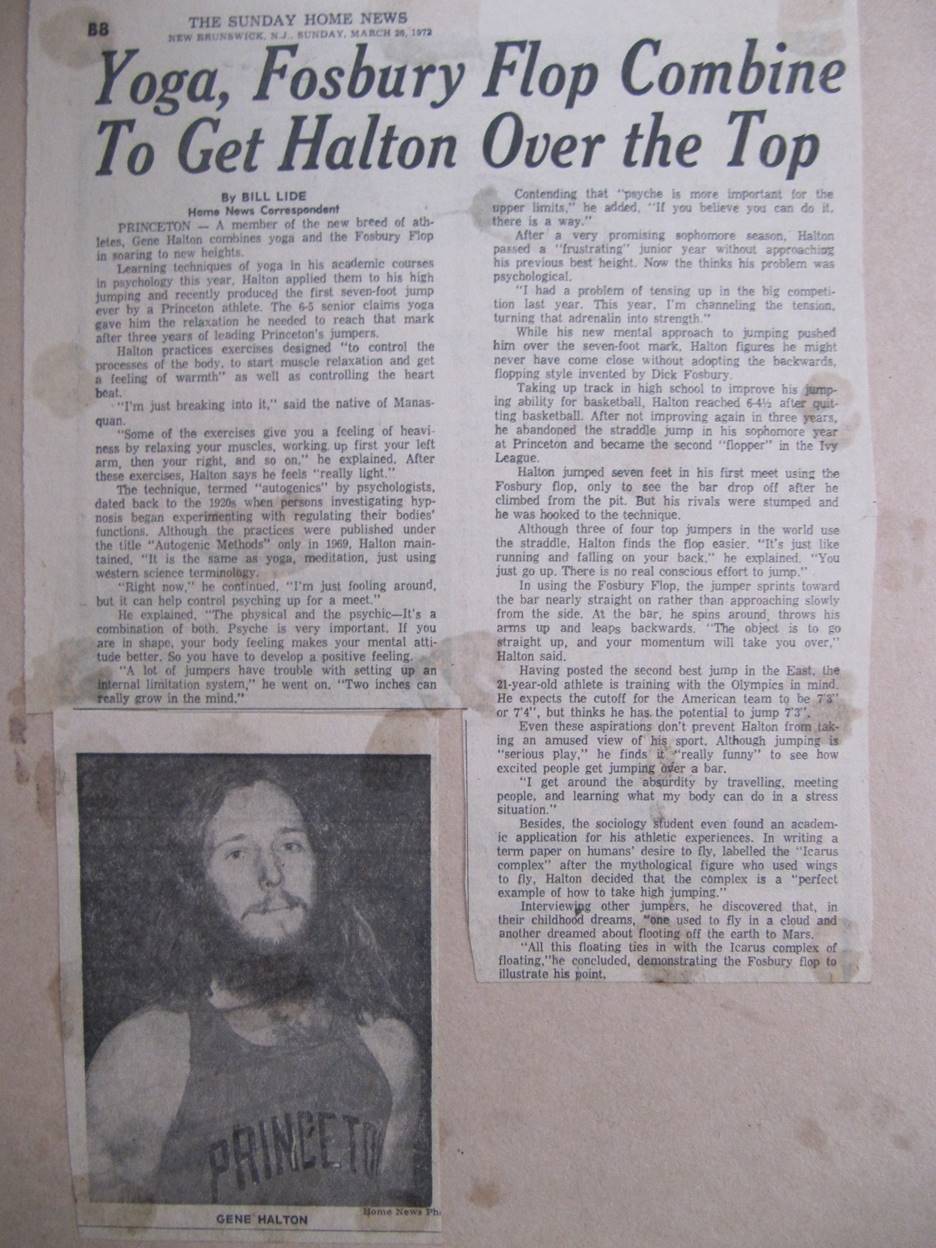 B8
THE SUNDAY HOME NEWS
NEW BRUNSWICK, N.J., SUNDAY, MARCH 26, 1972
Yoga, Fosbury Flop Combine
To Get Halton Over the Top
By BILL LIDE
Home News Correspondent
PRINCETON — A member of the new breed of ath-
letes, Gene Halton combines yoga and the Fosbury Flop
in soaring to new heights.
Learning techniques of yoga in his academic courses
in psychology this year, Halton applied them to his high
jumping and recently produced the first seven-foot jump
ever by a Princeton athlete. The 6-5 senior claims yoga
gave him the relaxation he needed to reach that mark
after three years of leading Princeton's jumpers.
Halton practices exercises designed "to control the
processes of the body, to start muscle relaxation and get
a feeling of warmth" as well as controlling the heart
beat.
"I'm just breaking into it," said the native of Manas-
quan.
"Some of the exercises give you a feeling of heavi-
ness by relaxing your muscles, working up first your left
arm, then your right, and so on," he explained. After
these exercises, Halton says he feels "really light."
The technique, termed "autogenics" by psychologists,
dated back to the 1920s when persons investigating hyp-
nosis began experimenting with regulating their bodies'
functions. Although the practices were published under
the title "Autogenic Methods" only in 1969, Halton main-
tained, "It is the same as yoga, meditation, just using
western science terminology.
"Right now," he continued, "I'm just fooling around,
but it can help control psyching up for a meet."
He explained, "The physical and the psychic—It's a
combination of both. Psyche is very important. If you
are in shape, your body feeling makes your mental atti-
tude better. So you have to develop a positive feeling.
"A lot of jumpers have trouble with setting up an
internal limitation system," he went on. "Two inches can
really grow in the mind."
Contending that "psyche is more important for the
upper limits," he added, "If you believe you can do it,
there is a way."
After a very promising sophomore season, Halton
passed a "frustrating" junior year without approaching
his previous best height. Now the thinks his problem was
psychological.
"I had a problem of tensing up in the big competi-
tion last year. This year, I'm channeling the tension,
turning that adrenalin into strength."
While his new mental approach to jumping pushed
him over the seven-foot mark, Halton figures he might
never have come close without adopting the backwards,
flopping style invented by Dick Fosbury.
Taking up track in high school to improve his jump-
ing ability for basketball, Halton reached 6-4½ after quit-
ting basketball. After not improving again in three years,
he abandoned the straddle jump in his sophomore year
at Princeton and became the second "flopper" in the Ivy
League.
Halton jumped seven feet in his first meet using the
Fosbury flop, only to see the bar drop off after he
climbed from the pit. But his rivals were stumped and
he was hooked to the technique.
Although three of four top jumpers in the world use
the straddle, Halton finds the flop easier. "It's just like
running and falling on your back," he explained. "You
just go up. There is no real conscious effort to jump."
In using the Fosbury Flop, the jumper sprints toward
the bar nearly straight on rather than approaching slowly
from the side. At the bar, he spins around, throws his
arms up and leaps backwards. "The object is to go
straight up, and your momentum will take you over,"
Halton said.
Having posted the second best jump in the East, the
21-year-old athlete is training with the Olympics in mind.
He expects the cutoff for the American team to be 7'3"
or 7'4", but thinks he has the potential to jump 7'3".
Even these aspirations don't prevent Halton from tak-
ing an amused view of his sport. Although jumping is
"serious play," he finds it "really funny" to see how
excited people get jumping over a bar.
"I get around the absurdity by travelling, meeting
people, and learning what my body can do in a stress
situation."
Besides, the sociology student even found an academ-
ic application for his athletic experiences. In writing a
term paper on humans' desire to fly, labelled the "Icarus
complex" after the mythological figure who used wings
to fly, Halton decided that the complex is a "perfect
example of how to take high jumping."
Interviewing other jumpers, he discovered that, in
their childhood dreams, "one used to fly in a cloud and
another dreamed about flooting off the earth to Mars.
"All this floating ties in with the Icarus complex of
floating,"he concluded, demonstrating the Fosbury flop to
illustrate his point.
PRINCETO
Home News Ph
GENE HALTON